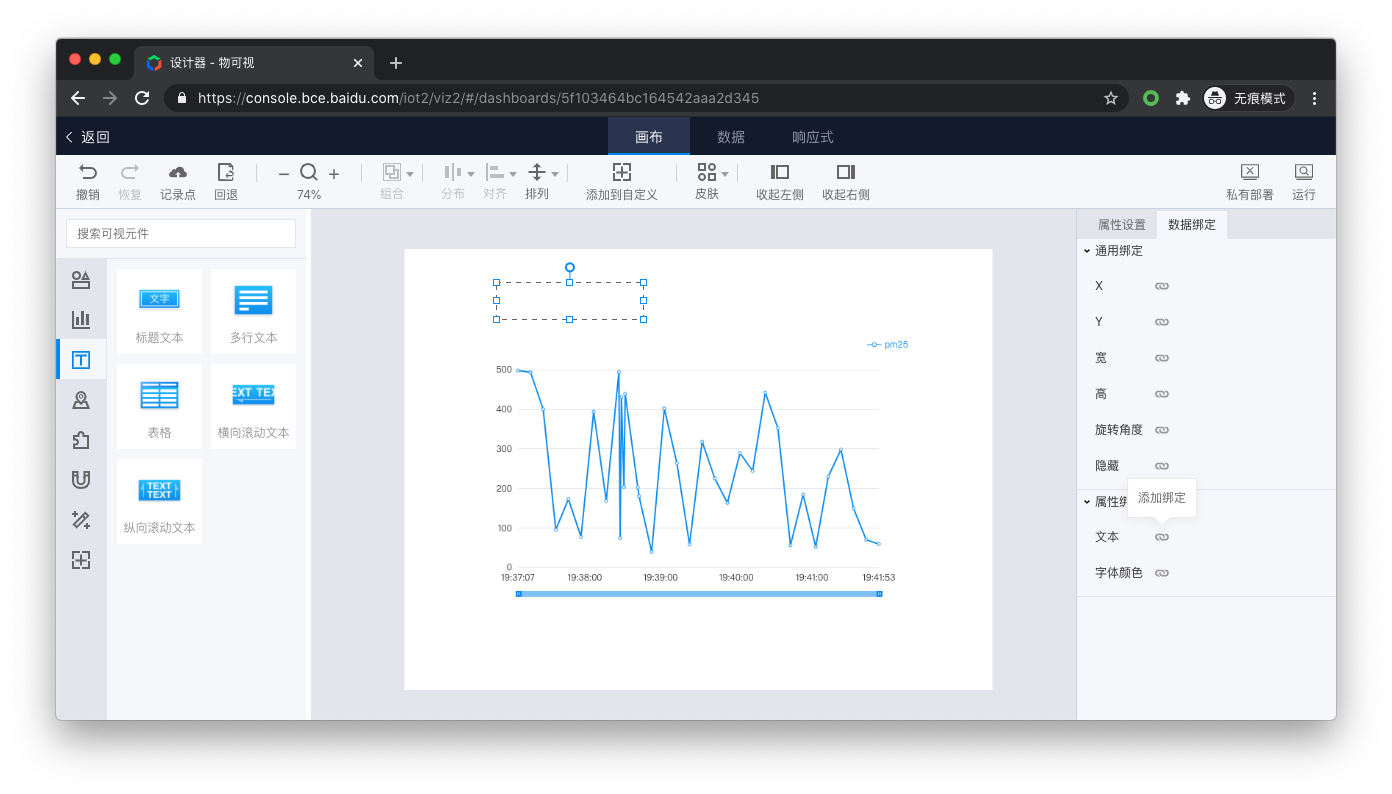 设计器 - 物可视
https://console.bce.baidu.com/iot2/viz2/#/dashboards/5f103464bc164542aaa2d345
无痕模式
返回
画布
数据
响应式
撤销
恢复
记录点
回退
74%
组合
分布
对齐
排列
添加到自定义
皮肤
收起左侧
收起右侧
私有部署
运行
搜索可视元件
文字
标题文本
多行文本
表格
EXT TEX
横向滚动文本
TEXT
TEXT
纵向滚动文本
pm25
500
400
300
200
100
0
19:37:07
19:38:00
19:39:00
19:40:00
19:41:00
19:41:53
属性设置
数据绑定
通用绑定
X
Y
宽
高
旋转角度
隐藏
属性绑
添加绑定
文本
字体颜色